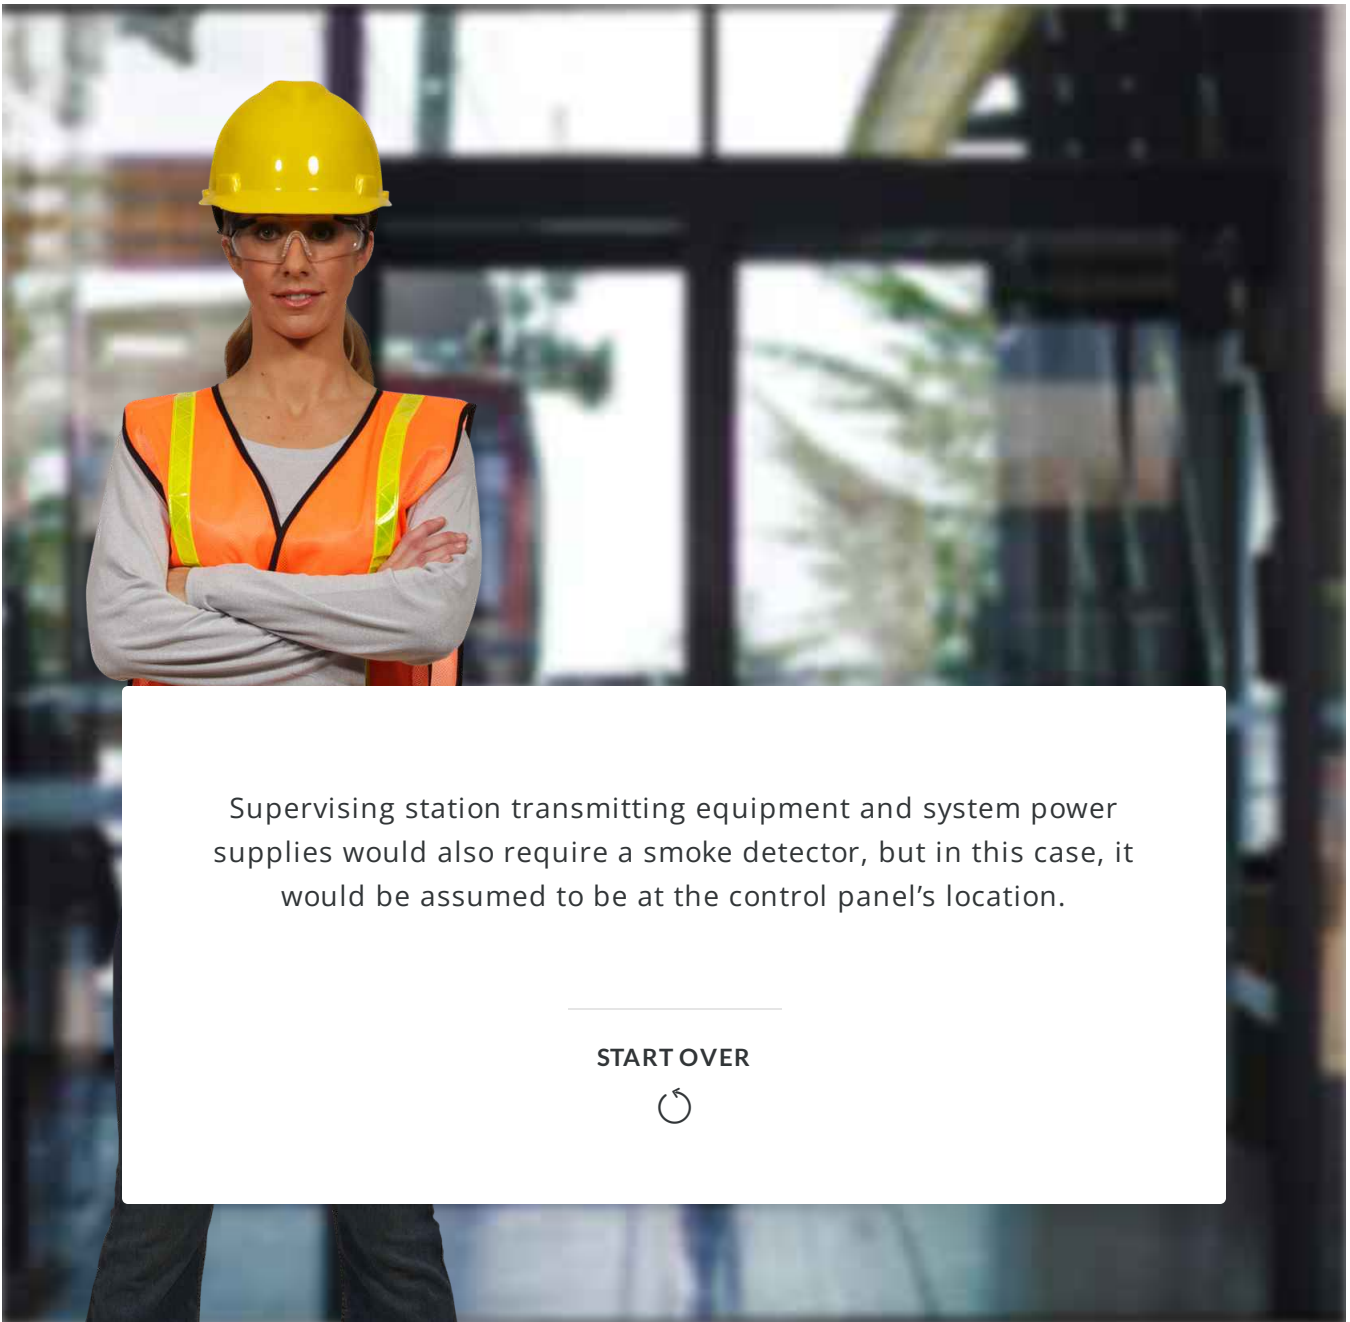 Supervising station transmitting equipment and system power
supplies would also require a smoke detector, but in this case, it
would be assumed to be at the control panel’s location.
START OVER